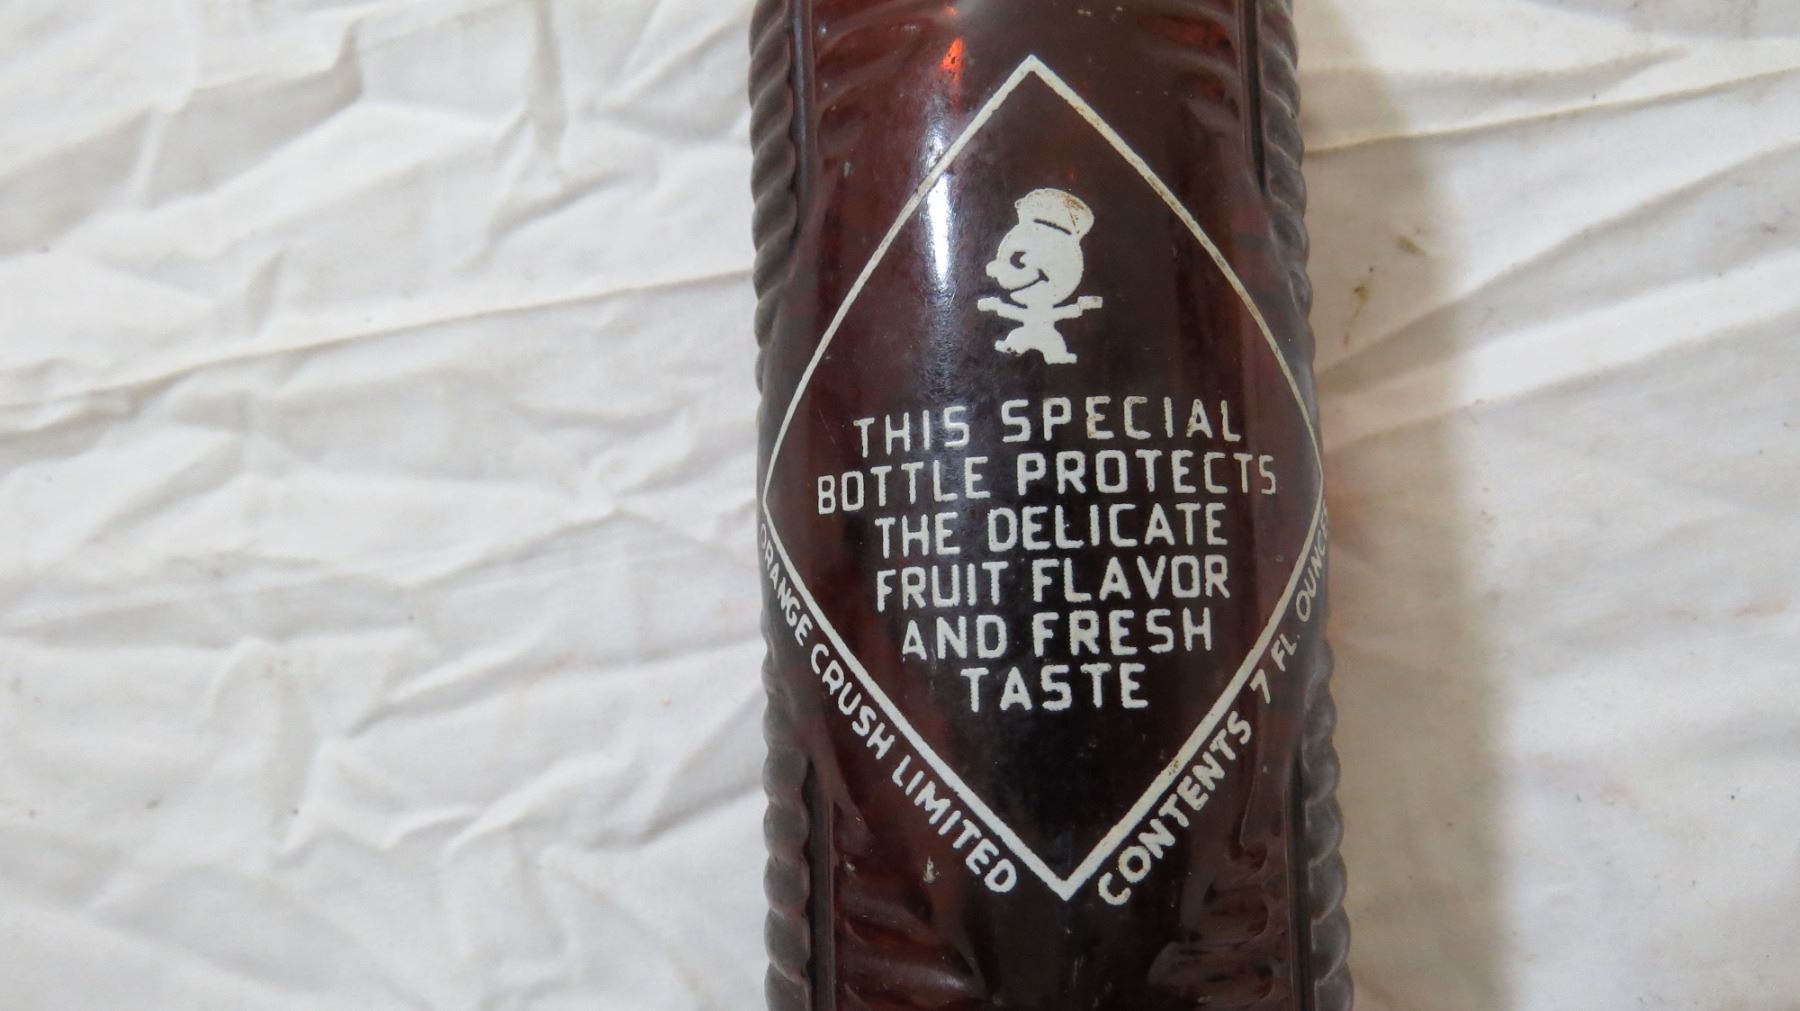 THIS SPECIAL
BOTTLE PROTECTS
THE DELICATE
FRUIT FLAVOR
AND FRESH
TASTE
ORANGE CRUSH LIMITED
CONTENTS 7 FL. OUNCES